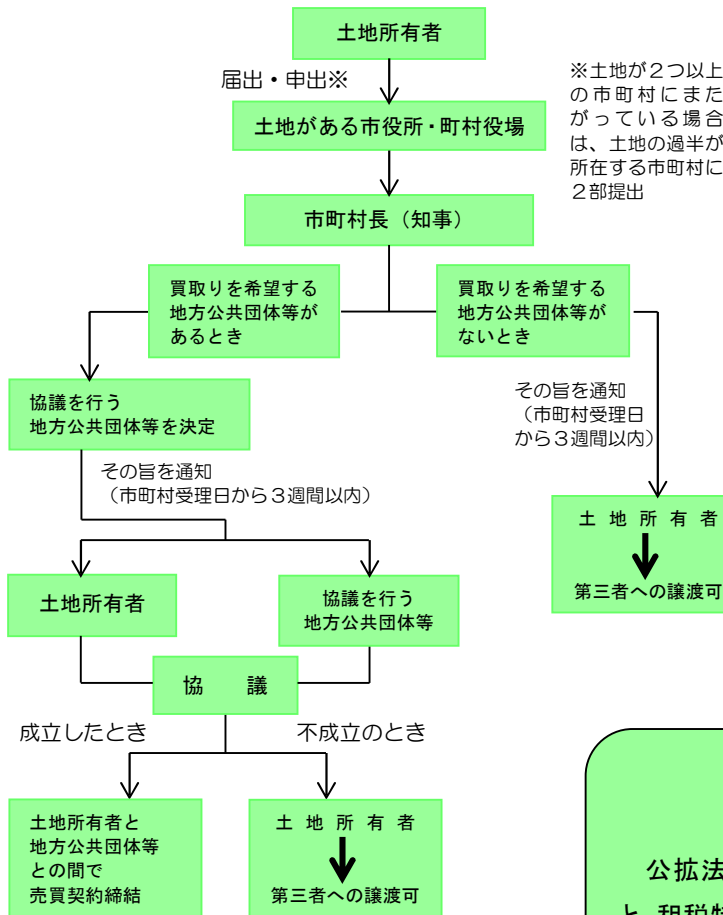 土地所有者
届出・申出※
※土地が２つ以上
の市町村にまた
がっている場合
は、土地の過半が
所在する市町村に
２部提出
土地がある市役所・町村役場
市町村長（知事）
買取りを希望する
地方公共団体等が
あるとき
買取りを希望する
地方公共団体等が
ないとき
協議を行う
地方公共団体等を決定
その旨を通知
（市町村受理日
から３週間以内）
その旨を通知
（市町村受理日から３週間以内）
土地所有者
第三者への譲渡可
土地所有者
協議を行う
地方公共団体等
協　議
成立したとき
不成立のとき
土地所有者と
地方公共団体等
との間で
売買契約締結
土地所有者
第三者への譲渡可
公拡法
と 租税特